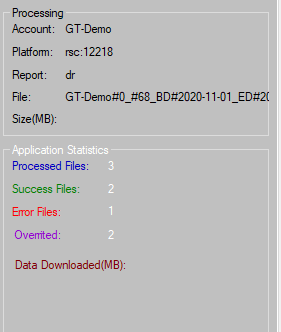 Processing
Account: GT-Demo
Platform: rsc:12218
Report: dr
File: GT-Demo#0_#68_BD#2020-11-01_ED#20
Size(MB):
Application Statistics
Processed Files: 3
Success Files: 2
Error Files: 1
Overrited: 2
Data Downloaded(MB):